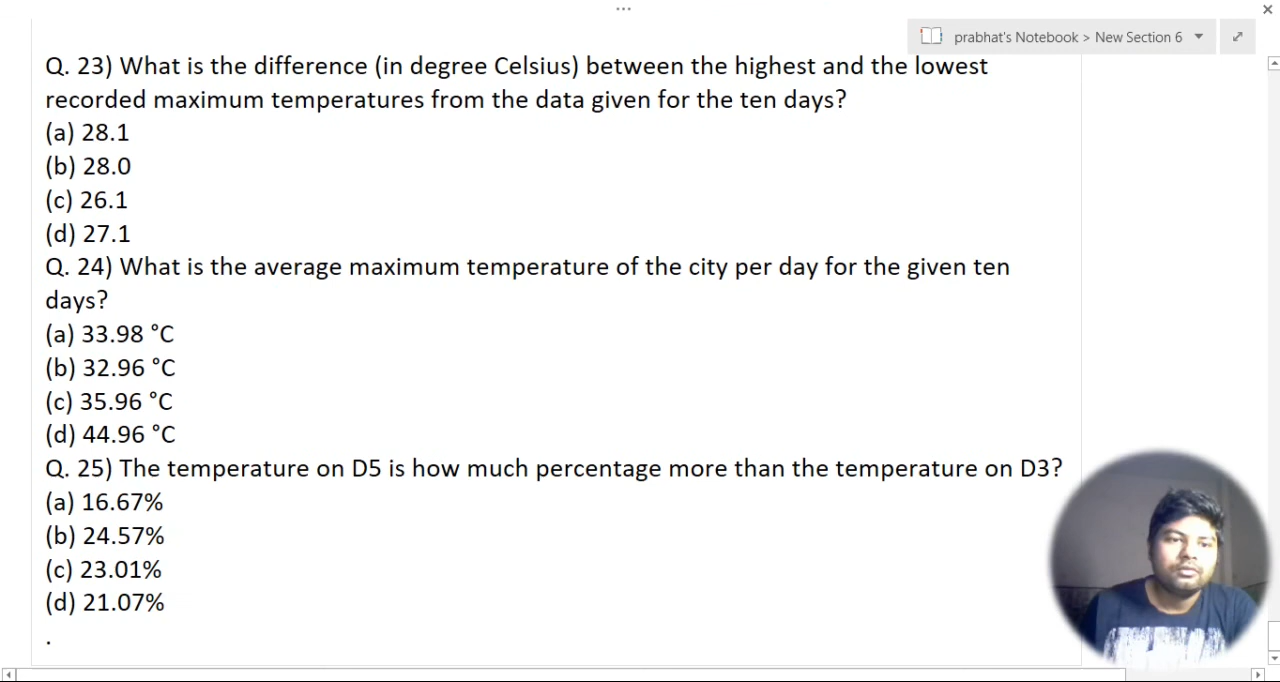 ...
prabhat's Notebook > New Section 6
Q. 23) What is the difference (in degree Celsius) between the highest and the lowest
recorded maximum temperatures from the data given for the ten days?
(a) 28.1
(b) 28.0
(c) 26.1
(d) 27.1
Q. 24) What is the average maximum temperature of the city per day for the given ten
days?
(a) 33.98 °C
(b) 32.96 °C
(c) 35.96 °C
(d) 44.96 °C
Q. 25) The temperature on D5 is how much percentage more than the temperature on D3?
(a) 16.67%
(b) 24.57%
(c) 23.01%
(d) 21.07%
.